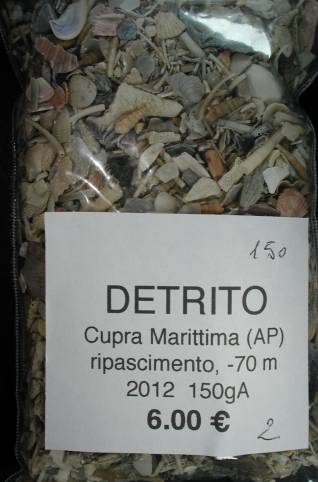 150
DETRITO
Cupra Marittima (AP)
ripascimento, -70 m
2012 150gA
6.00 €
2